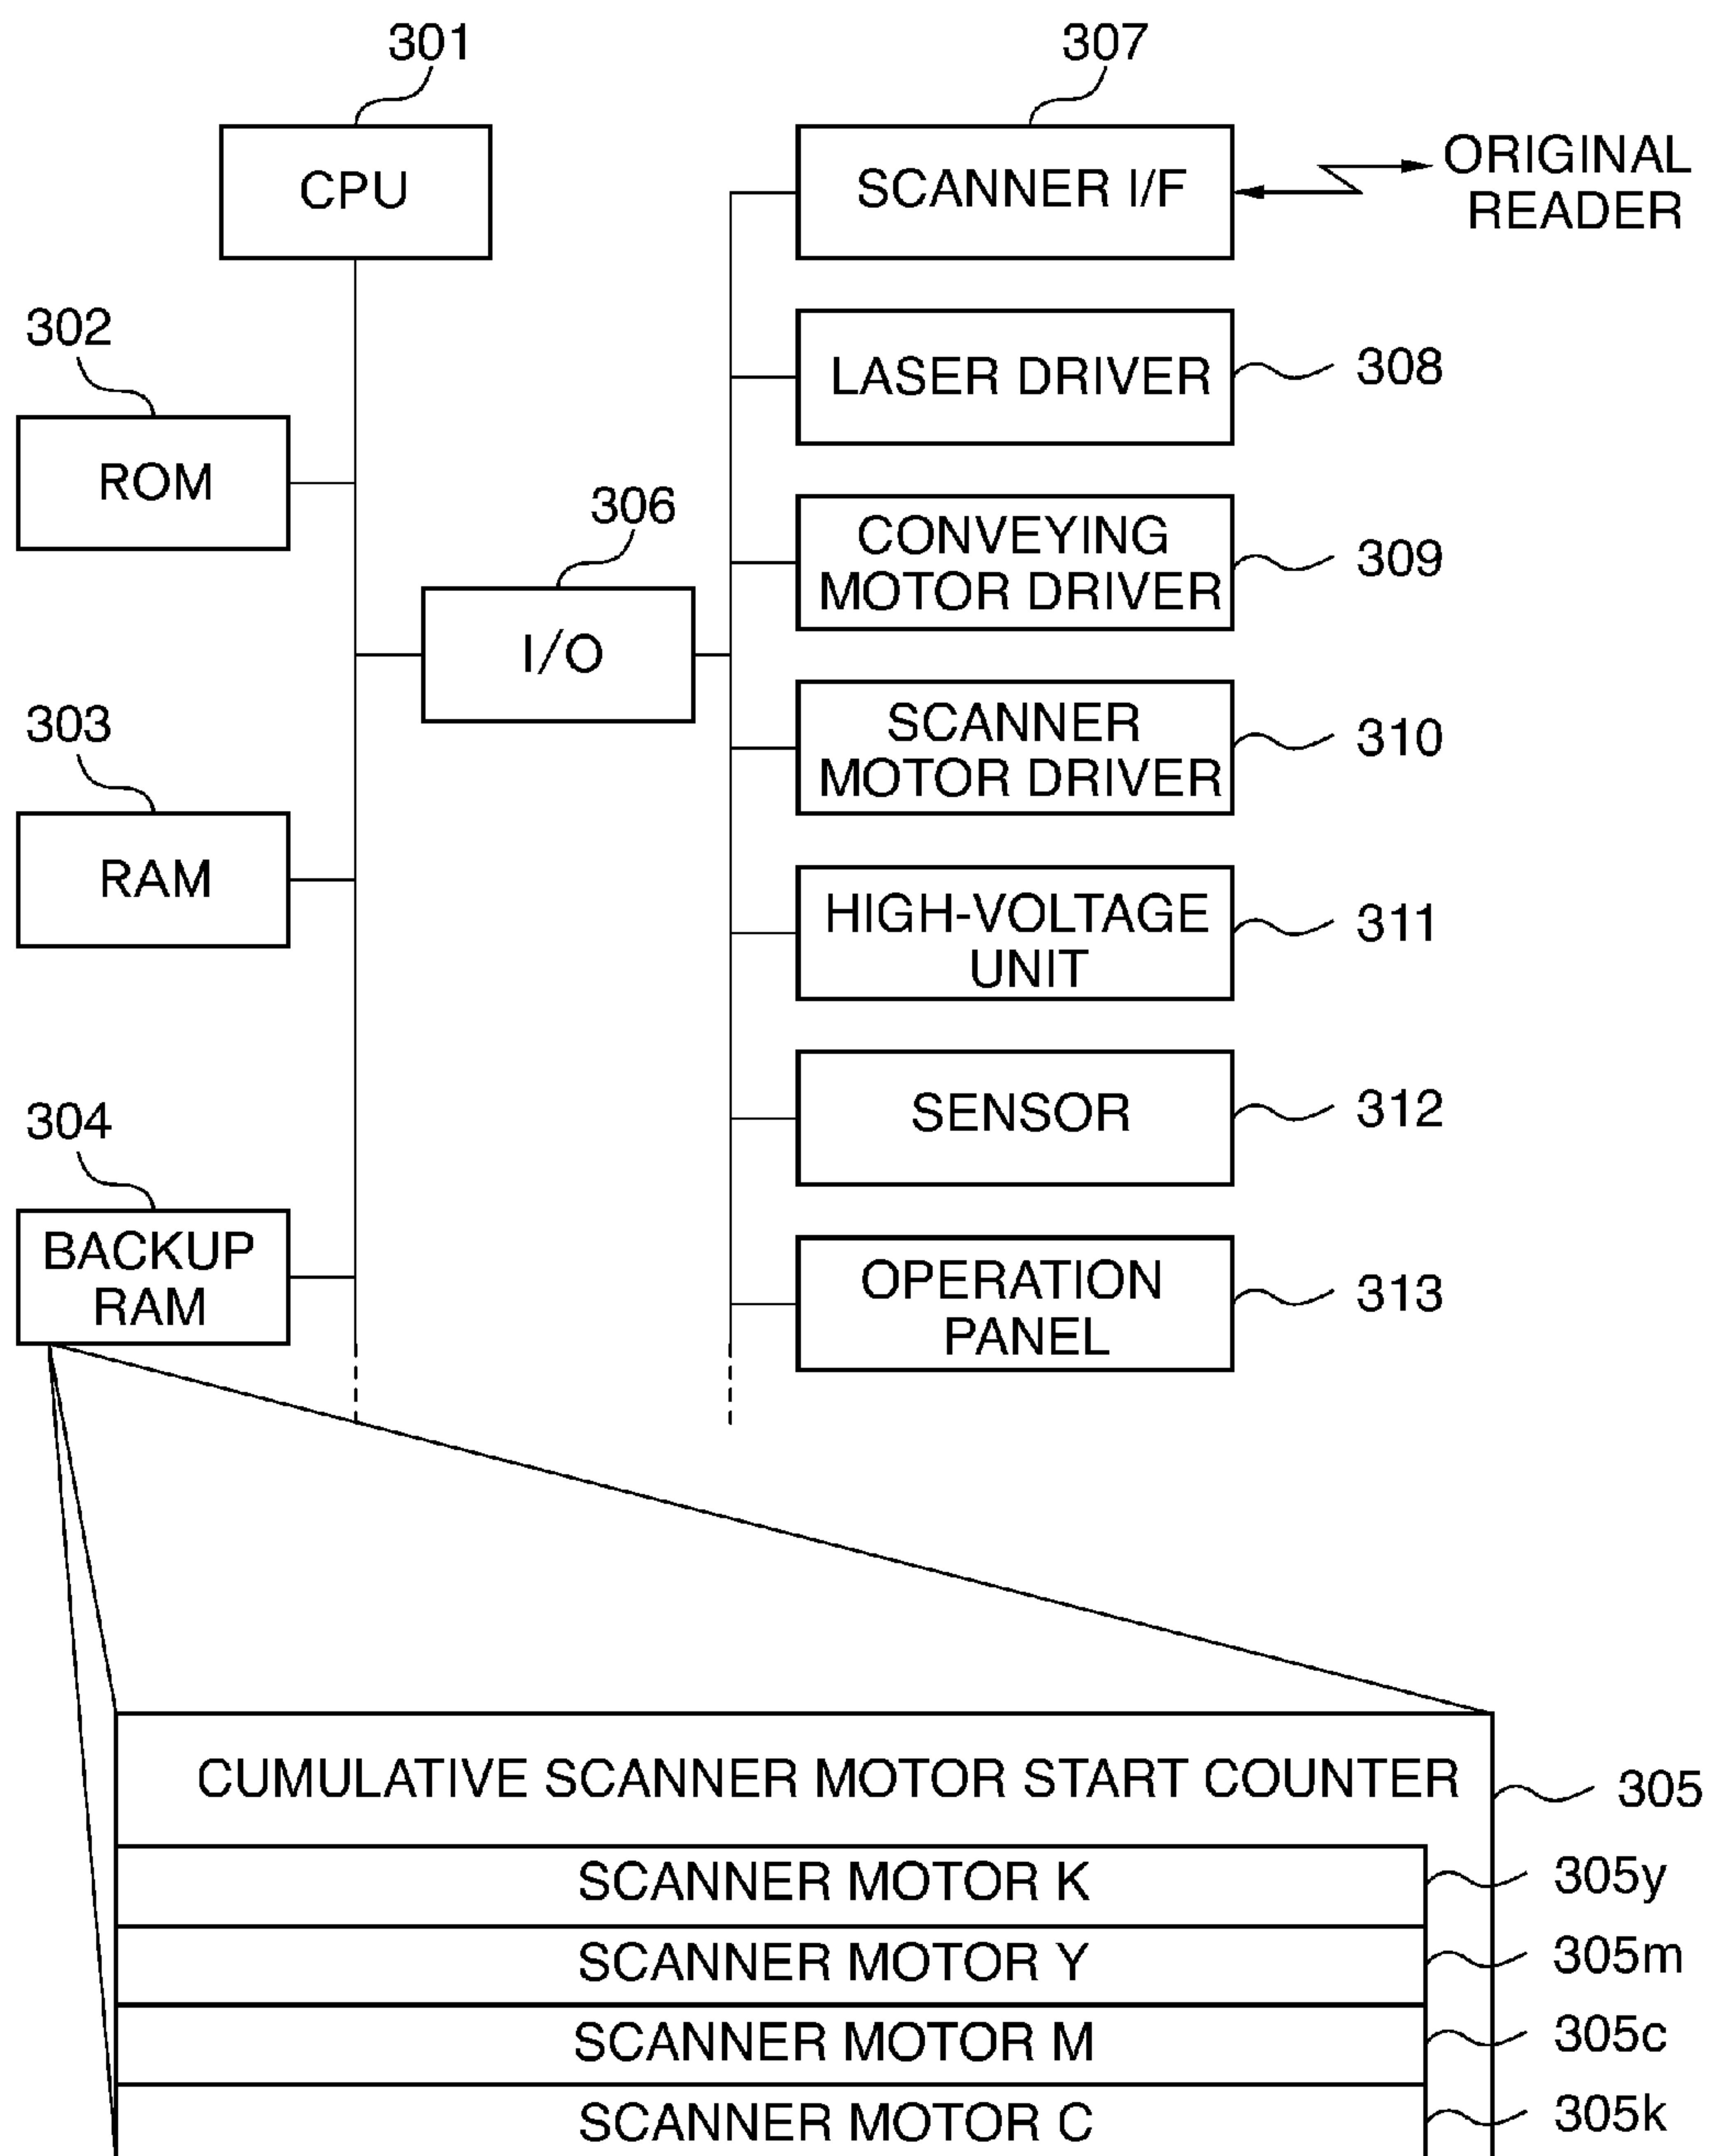 301
CPU
302
ROM
303
RAM
304
BACKUP
RAM
306
I/O
307
SCANNER I/F
ORIGINAL
READER
LASER DRIVER
308
CONVEYING
MOTOR DRIVER
309
SCANNER
MOTOR DRIVER
310
HIGH-VOLTAGE
UNIT
311
SENSOR
312
OPERATION
PANEL
313
CUMULATIVE SCANNER MOTOR START COUNTER
305
SCANNER MOTOR K
305y
SCANNER MOTOR Y
305m
SCANNER MOTOR M
305c
SCANNER MOTOR C
305k